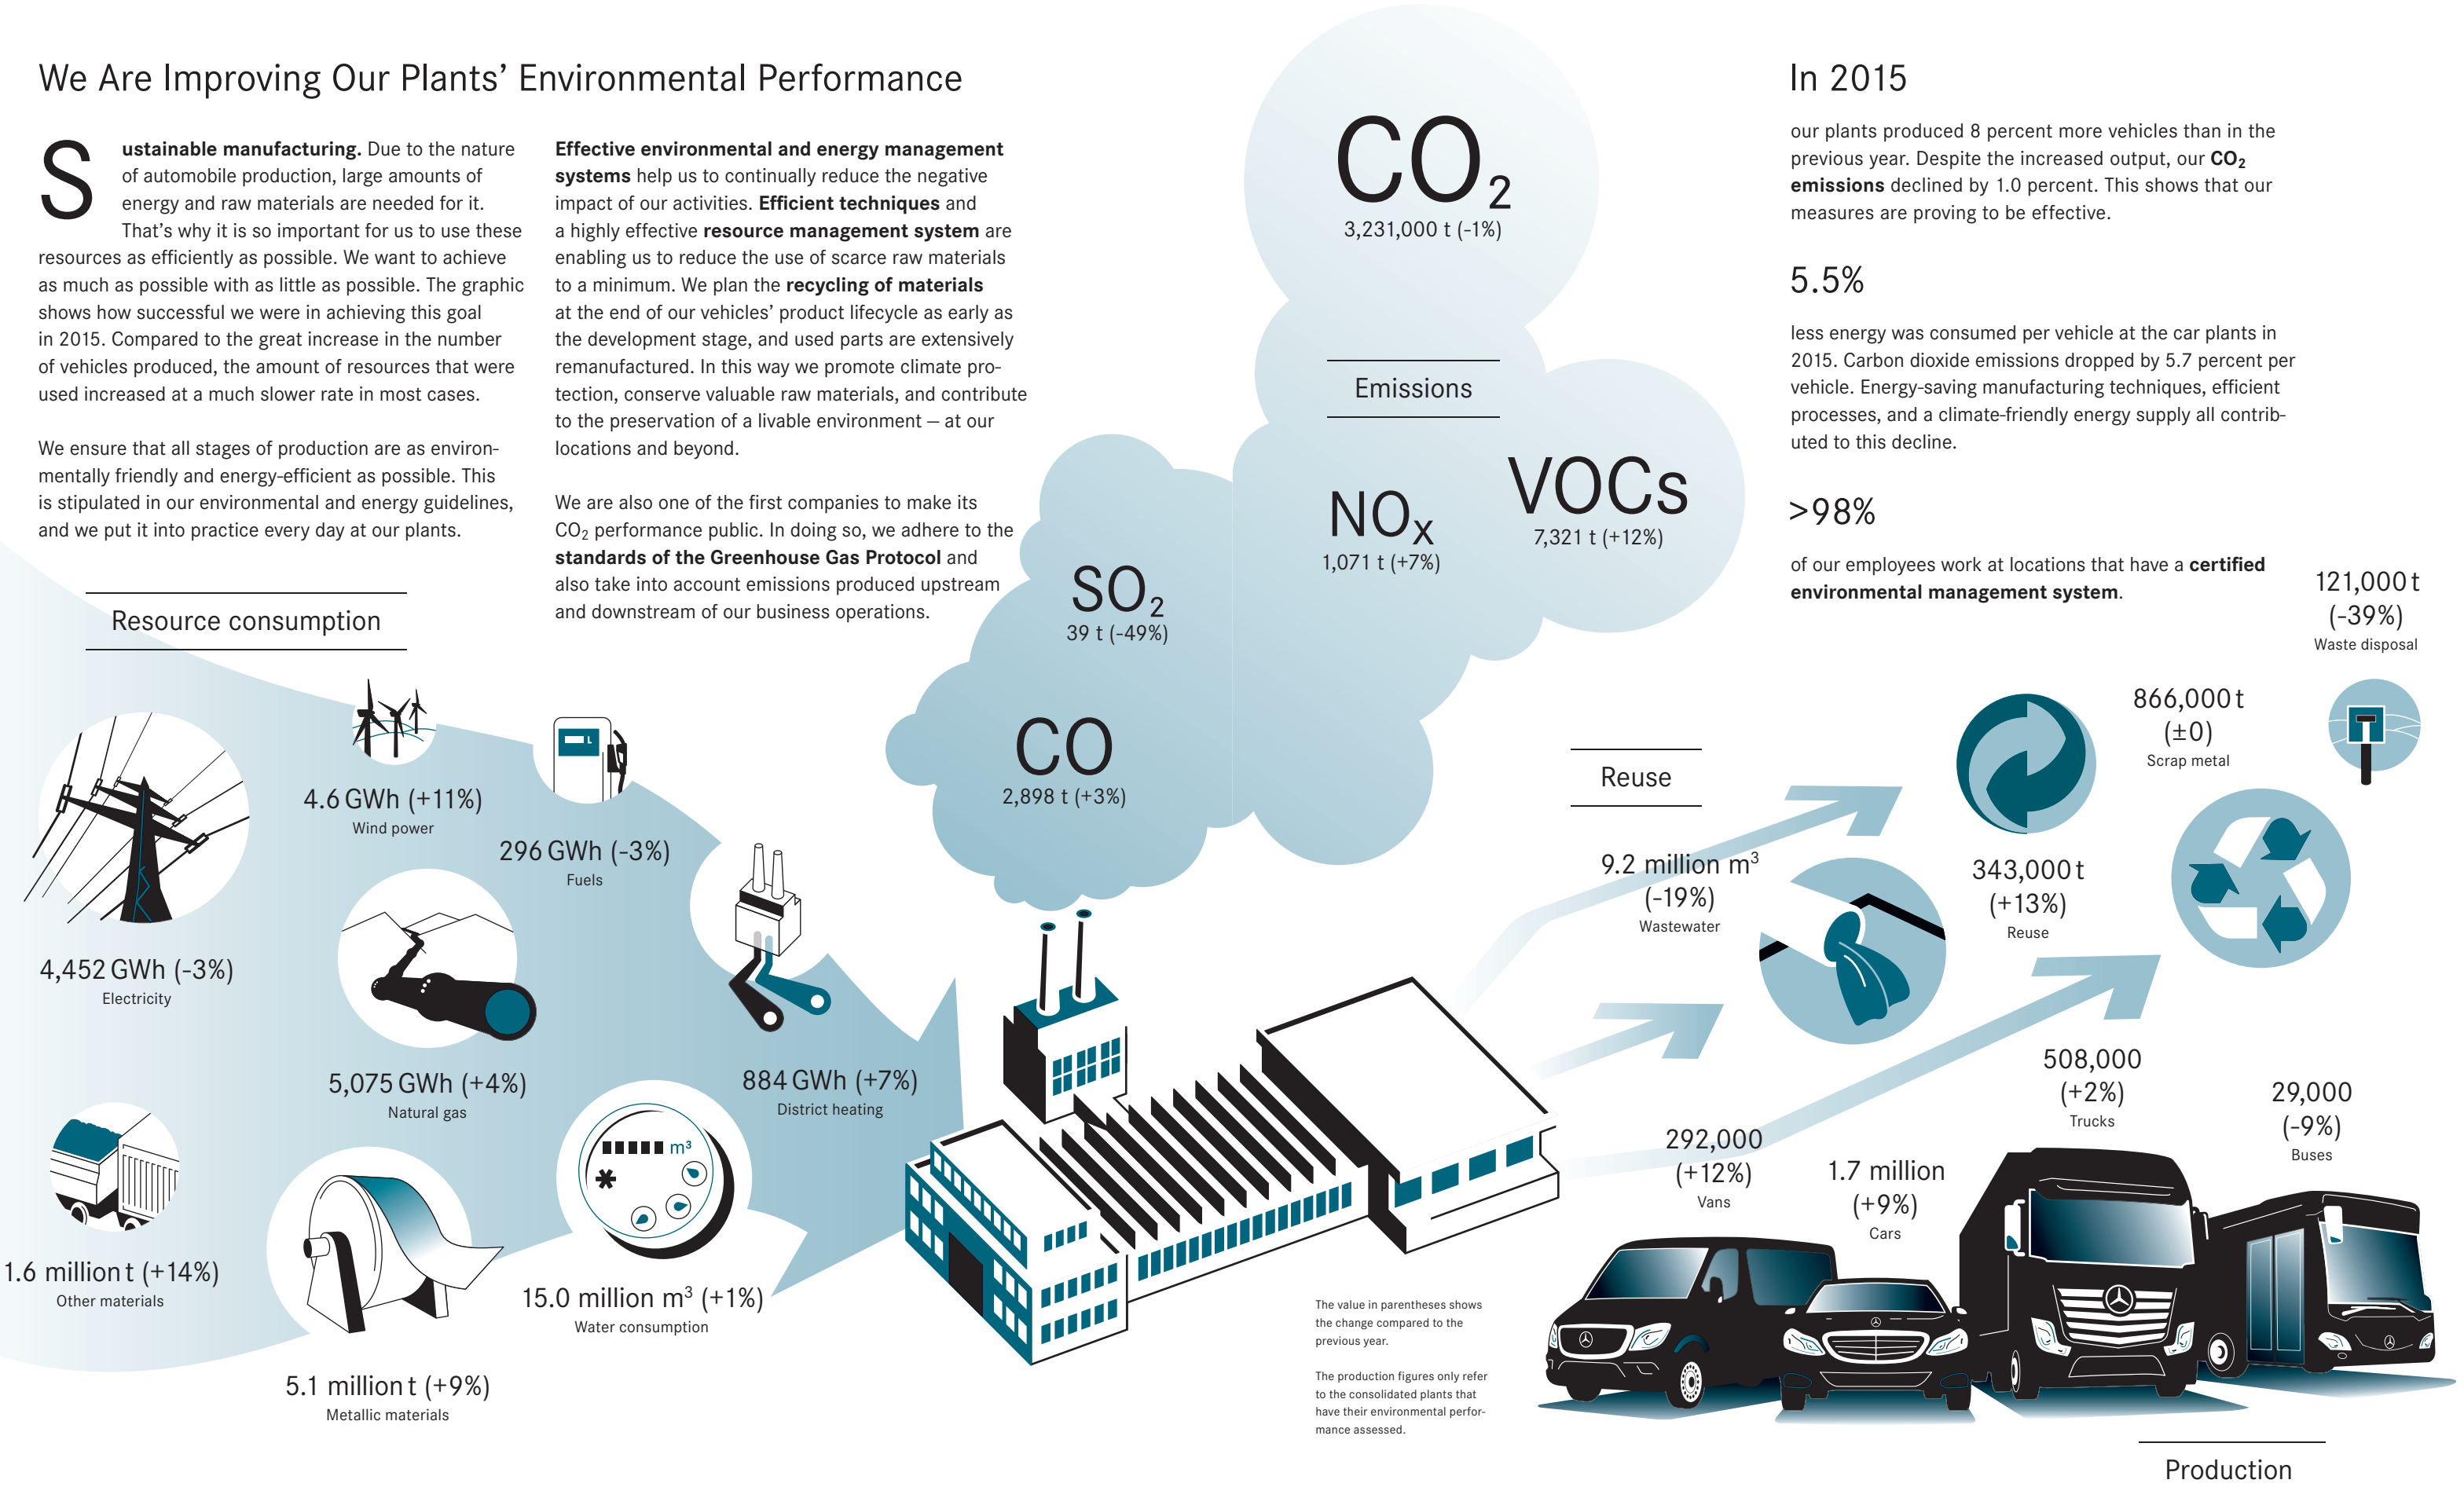 We Are Improving Our Plants’ Environmental Performance
Sustainable manufacturing. Due to the nature
of automobile production, large amounts of
energy and raw materials are needed for it.
That’s why it is so important for us to use these
resources as efficiently as possible. We want to achieve
as much as possible with as little as possible. The graphic
shows how successful we were in achieving this goal
in 2015. Compared to the great increase in the number
of vehicles produced, the amount of resources that were
used increased at a much slower rate in most cases.
We ensure that all stages of production are as environ-
mentally friendly and energy-efficient as possible. This
is stipulated in our environmental and energy guidelines,
and we put it into practice every day at our plants.
Effective environmental and energy management
systems help us to continually reduce the negative
impact of our activities. Efficient techniques and
a highly effective resource management system are
enabling us to reduce the use of scarce raw materials
to a minimum. We plan the recycling of materials
at the end of our vehicles’ product lifecycle as early as
the development stage, and used parts are extensively
remanufactured. In this way we promote climate pro-
tection, conserve valuable raw materials, and contribute
to the preservation of a livable environment – at our
locations and beyond.
We are also one of the first companies to make its
CO₂ performance public. In doing so, we adhere to the
standards of the Greenhouse Gas Protocol and
also take into account emissions produced upstream
and downstream of our business operations.
In 2015
our plants produced 8 percent more vehicles than in the
previous year. Despite the increased output, our CO₂
emissions declined by 1.0 percent. This shows that our
measures are proving to be effective.
5.5%
less energy was consumed per vehicle at the car plants in
2015. Carbon dioxide emissions dropped by 5.7 percent per
vehicle. Energy-saving manufacturing techniques, efficient
processes, and a climate-friendly energy supply all contrib-
uted to this decline.
>98%
of our employees work at locations that have a certified
environmental management system.
Resource consumption
4,452 GWh (-3%)
Electricity
4.6 GWh (+11%)
Wind power
296 GWh (-3%)
Fuels
L
5,075 GWh (+4%)
Natural gas
884 GWh (+7%)
District heating
1.6 million t (+14%)
Other materials
5.1 million t (+9%)
Metallic materials
m³
15.0 million m³ (+1%)
Water consumption
Emissions
CO₂
3,231,000 t (-1%)
NOx
1,071 t (+7%)
VOCs
7,321 t (+12%)
SO₂
39 t (-49%)
CO
2,898 t (+3%)
Reuse
9.2 million m³
(-19%)
Wastewater
343,000 t
(+13%)
Reuse
866,000 t
(±0)
Scrap metal
121,000 t
(-39%)
Waste disposal
292,000
(+12%)
Vans
1.7 million
(+9%)
Cars
508,000
(+2%)
Trucks
29,000
(-9%)
Buses
Production
The value in parentheses shows
the change compared to the
previous year.
The production figures only refer
to the consolidated plants that
have their environmental perfor-
mance assessed.